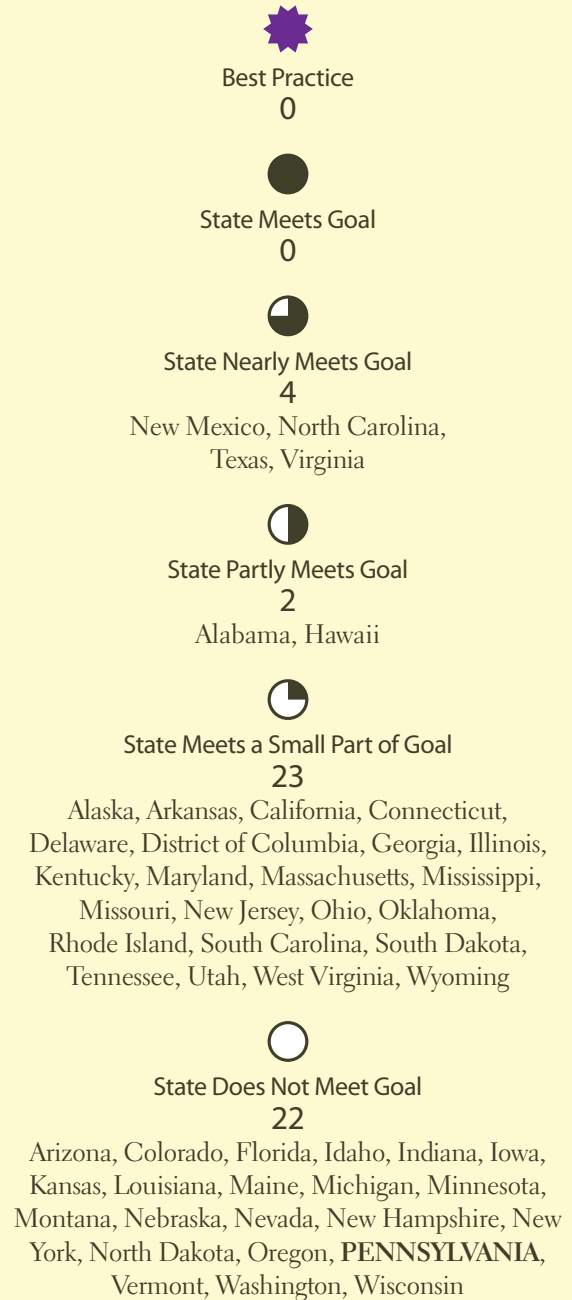 Best Practice
0
State Meets Goal
0
State Nearly Meets Goal
4
New Mexico, North Carolina,
Texas, Virginia
State Partly Meets Goal
2
Alabama, Hawaii
State Meets a Small Part of Goal
23
Alaska, Arkansas, California, Connecticut,
Delaware, District of Columbia, Georgia, Illinois,
Kentucky, Maryland, Massachusetts, Mississippi,
Missouri, New Jersey, Ohio, Oklahoma,
Rhode Island, South Carolina, South Dakota,
Tennessee, Utah, West Virginia, Wyoming
State Does Not Meet Goal
22
Arizona, Colorado, Florida, Idaho, Indiana, Iowa,
Kansas, Louisiana, Maine, Michigan, Minnesota,
Montana, Nebraska, Nevada, New Hampshire, New
York, North Dakota, Oregon, PENNSYLVANIA,
Vermont, Washington, Wisconsin